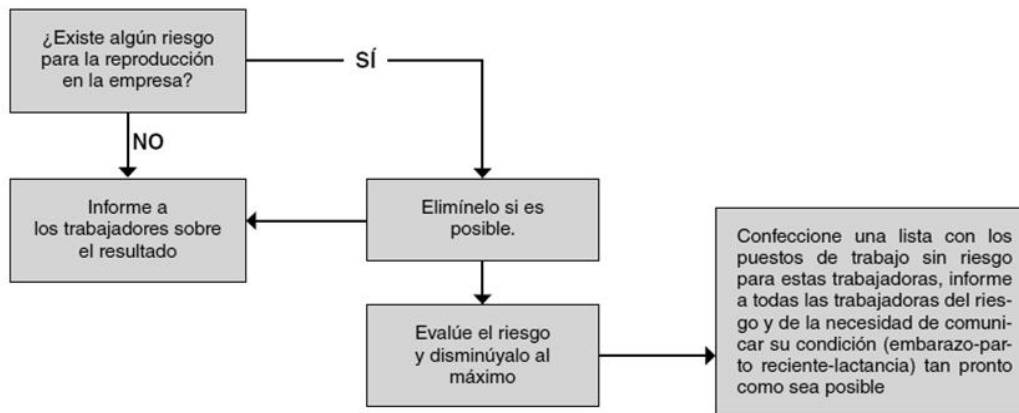 ¿Existe algún riesgo
para la reproducción
en la empresa?
SÍ
NO
Informe a
los trabajadores sobre
el resultado
Elimínelo si es
posible.
Evalúe el riesgo
y disminúyalo al
máximo
Confeccione una lista con los
puestos de trabajo sin riesgo
para estas trabajadoras, informe
a todas las trabajadoras del ries-
go y de la necesidad de comuni-
car su condición (embarazo-par-
to reciente-lactancia) tan pronto
como sea posible